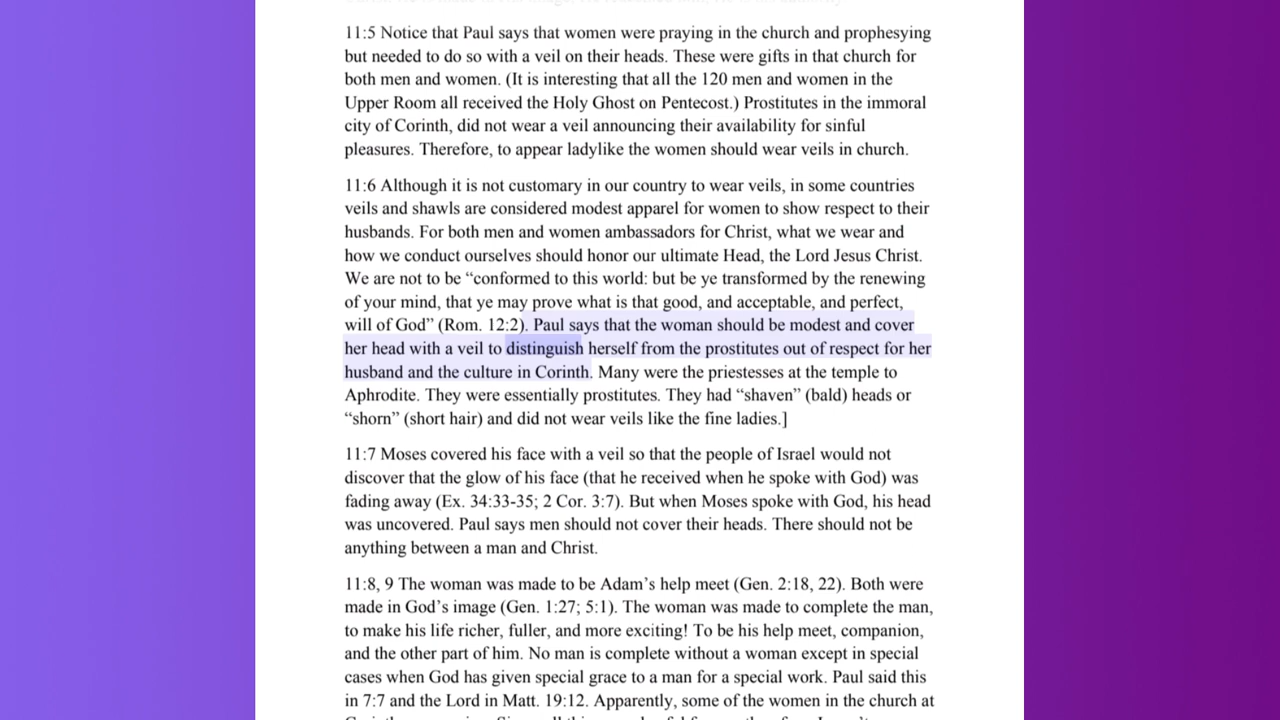 11:5 Notice that Paul says that women were praying in the church and prophesying
but needed to do so with a veil on their heads. These were gifts in that church for
both men and women. (It is interesting that all the 120 men and women in the
Upper Room all received the Holy Ghost on Pentecost.) Prostitutes in the immoral
city of Corinth, did not wear a veil announcing their availability for sinful
pleasures. Therefore, to appear ladylike the women should wear veils in church.
11:6 Although it is not customary in our country to wear veils, in some countries
veils and shawls are considered modest apparel for women to show respect to their
husbands. For both men and women ambassadors for Christ, what we wear and
how we conduct ourselves should honor our ultimate Head, the Lord Jesus Christ.
We are not to be “conformed to this world: but be ye transformed by the renewing
of your mind, that ye may prove what is that good, and acceptable, and perfect,
will of God” (Rom. 12:2). Paul says that the woman should be modest and cover
her head with a veil to distinguish herself from the prostitutes out of respect for her
husband and the culture in Corinth. Many were the priestesses at the temple to
Aphrodite. They were essentially prostitutes. They had “shaven” (bald) heads or
“shorn” (short hair) and did not wear veils like the fine ladies.]
11:7 Moses covered his face with a veil so that the people of Israel would not
discover that the glow of his face (that he received when he spoke with God) was
fading away (Ex. 34:33-35; 2 Cor. 3:7). But when Moses spoke with God, his head
was uncovered. Paul says men should not cover their heads. There should not be
anything between a man and Christ.
11:8, 9 The woman was made to be Adam’s help meet (Gen. 2:18, 22). Both were
made in God’s image (Gen. 1:27; 5:1). The woman was made to complete the man,
to make his life richer, fuller, and more exciting! To be his help meet, companion,
and the other part of him. No man is complete without a woman except in special
cases when God has given special grace to a man for a special work. Paul said this
in 7:7 and the Lord in Matt. 19:12. Apparently, some of the women in the church at